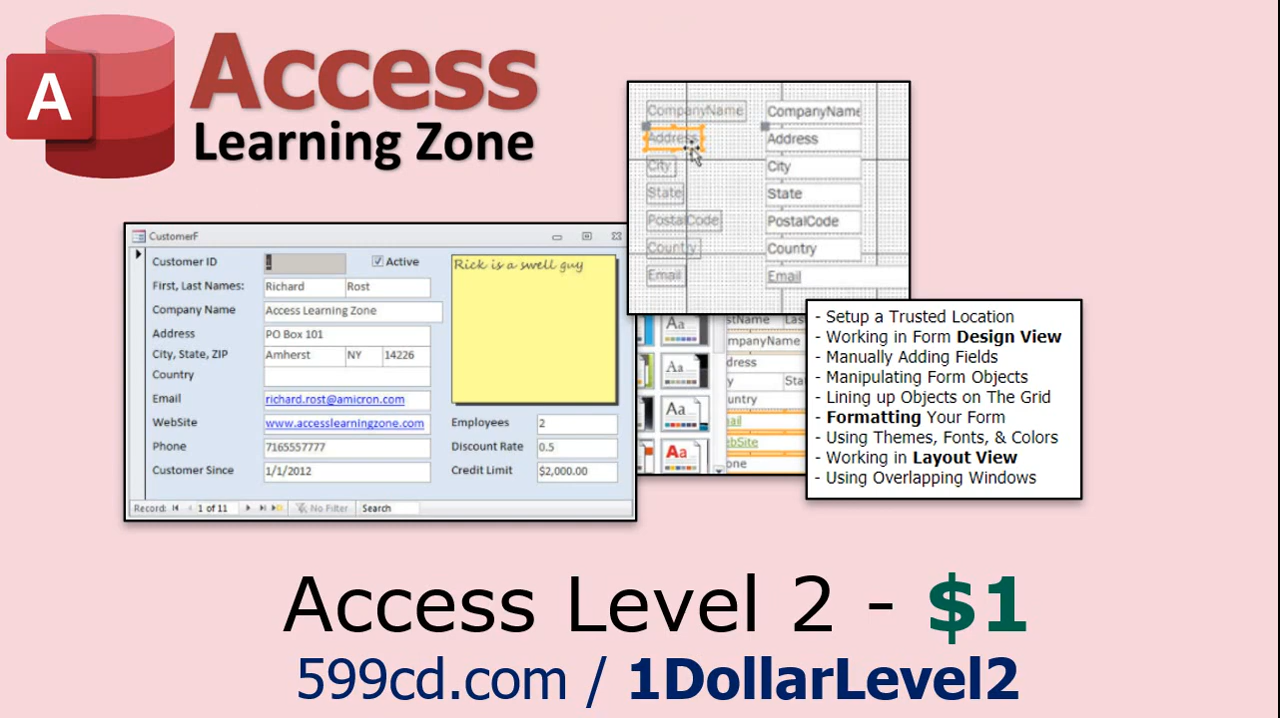 A
Access
Learning Zone
CompanyName CompanyName
Address Address
City City
State State
PostalCode PostalCode
Country Country
Email Email
CustomerF
Customer ID
Active
First, Last Names: Richard Rost
Company Name Access Learning Zone
Address PO Box 101
City, State, ZIP Amherst NY 14226
Country
Email richard.rost@amicron.com
WebSite www.accesslearningzone.com
Phone 7165557777
Customer Since 1/1/2012
Rick is a swell guy
Employees 2
Discount Rate 0.5
Credit Limit $2,000.00
Record: 1 of 11 No Filter Search
Aa
Aa
Aa
Aa
- Setup a Trusted Location
- Working in Form Design View
- Manually Adding Fields
- Manipulating Form Objects
- Lining up Objects on The Grid
- Formatting Your Form
- Using Themes, Fonts, & Colors
- Working in Layout View
- Using Overlapping Windows
Access Level 2 - $1
599cd.com / 1DollarLevel2